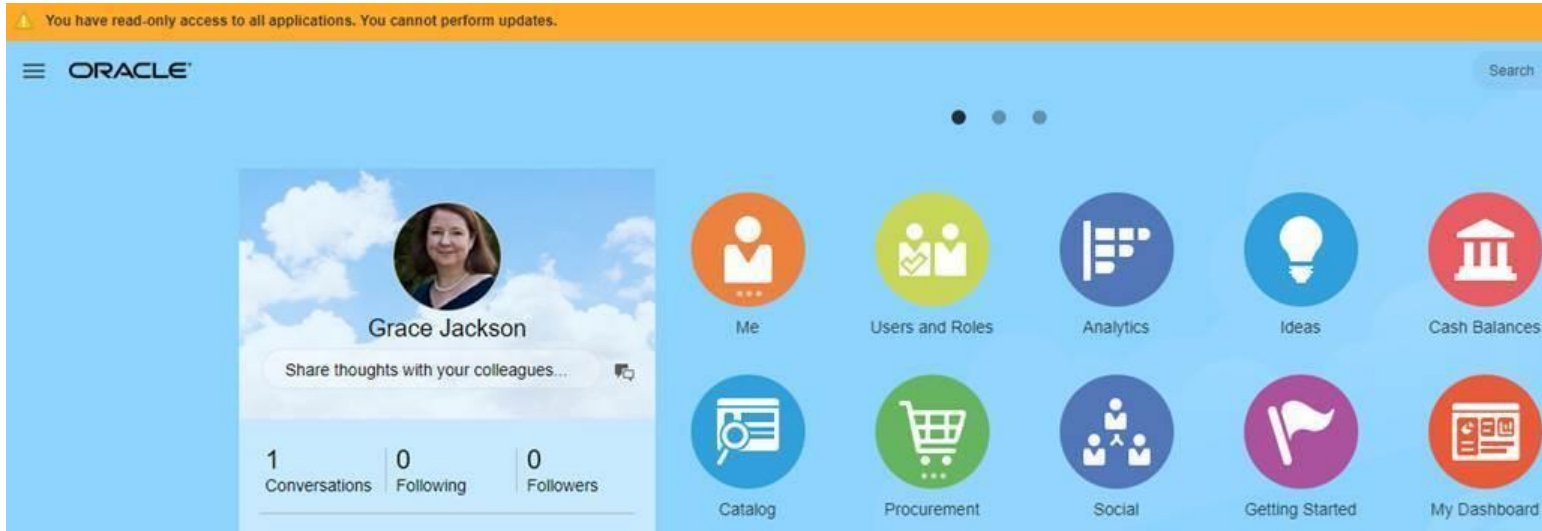 You have read-only access to all applications. You cannot perform updates.
ORACLE
Search
Grace Jackson
Share thoughts with your colleagues...
1
Conversations
0
Following
0
Followers
Me
Users and Roles
Analytics
Ideas
Cash Balances
Catalog
Procurement
Social
Getting Started
My Dashboard